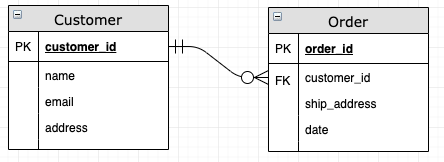 Customer
PK customer_id
name
email
address
Order
PK order_id
FK customer_id
ship_address
date